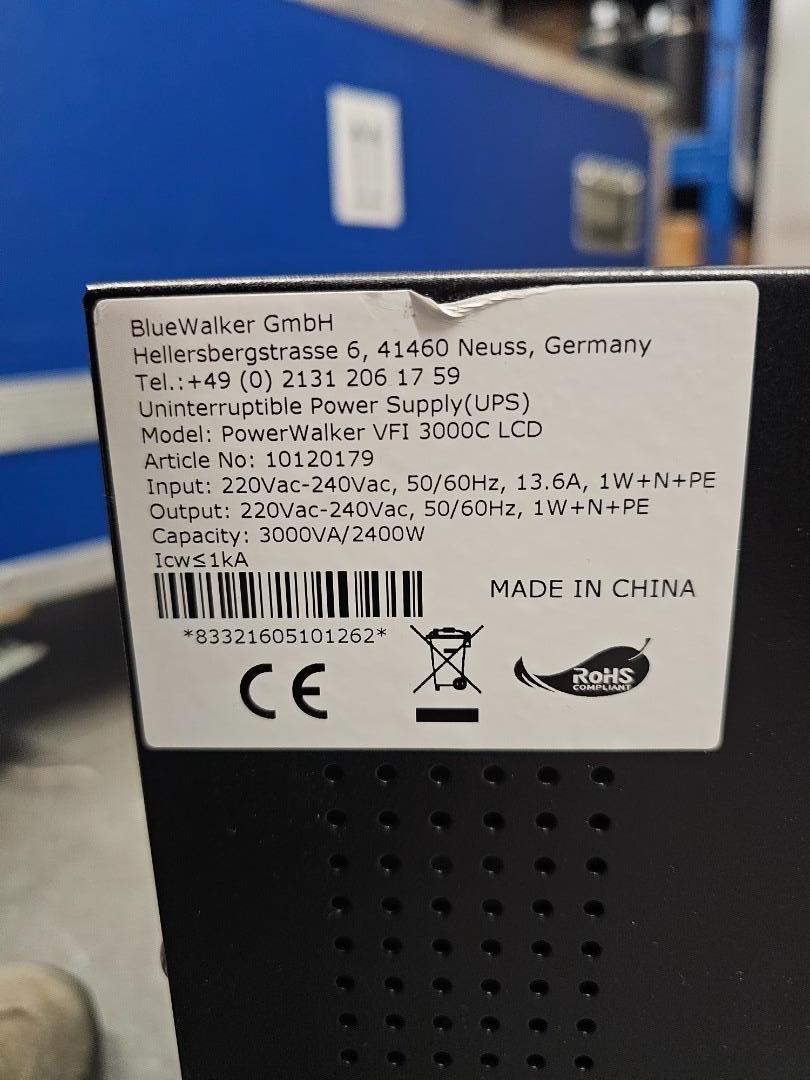 BlueWalker GmbH
Hellersbergstrasse 6, 41460 Neuss, Germany
Tel.:+49 (0) 2131 206 17 59
Uninterruptible Power Supply(UPS)
Model: PowerWalker VFI 3000C LCD
Article No: 10120179
Input: 220Vac-240Vac, 50/60Hz, 13.6A, 1W+N+PE
Output: 220Vac-240Vac, 50/60Hz, 1W+N+PE
Capacity: 3000VA/2400W
Icw≤1kA
MADE IN CHINA
*83321605101262*
CE
RoHS
COMPLIANT